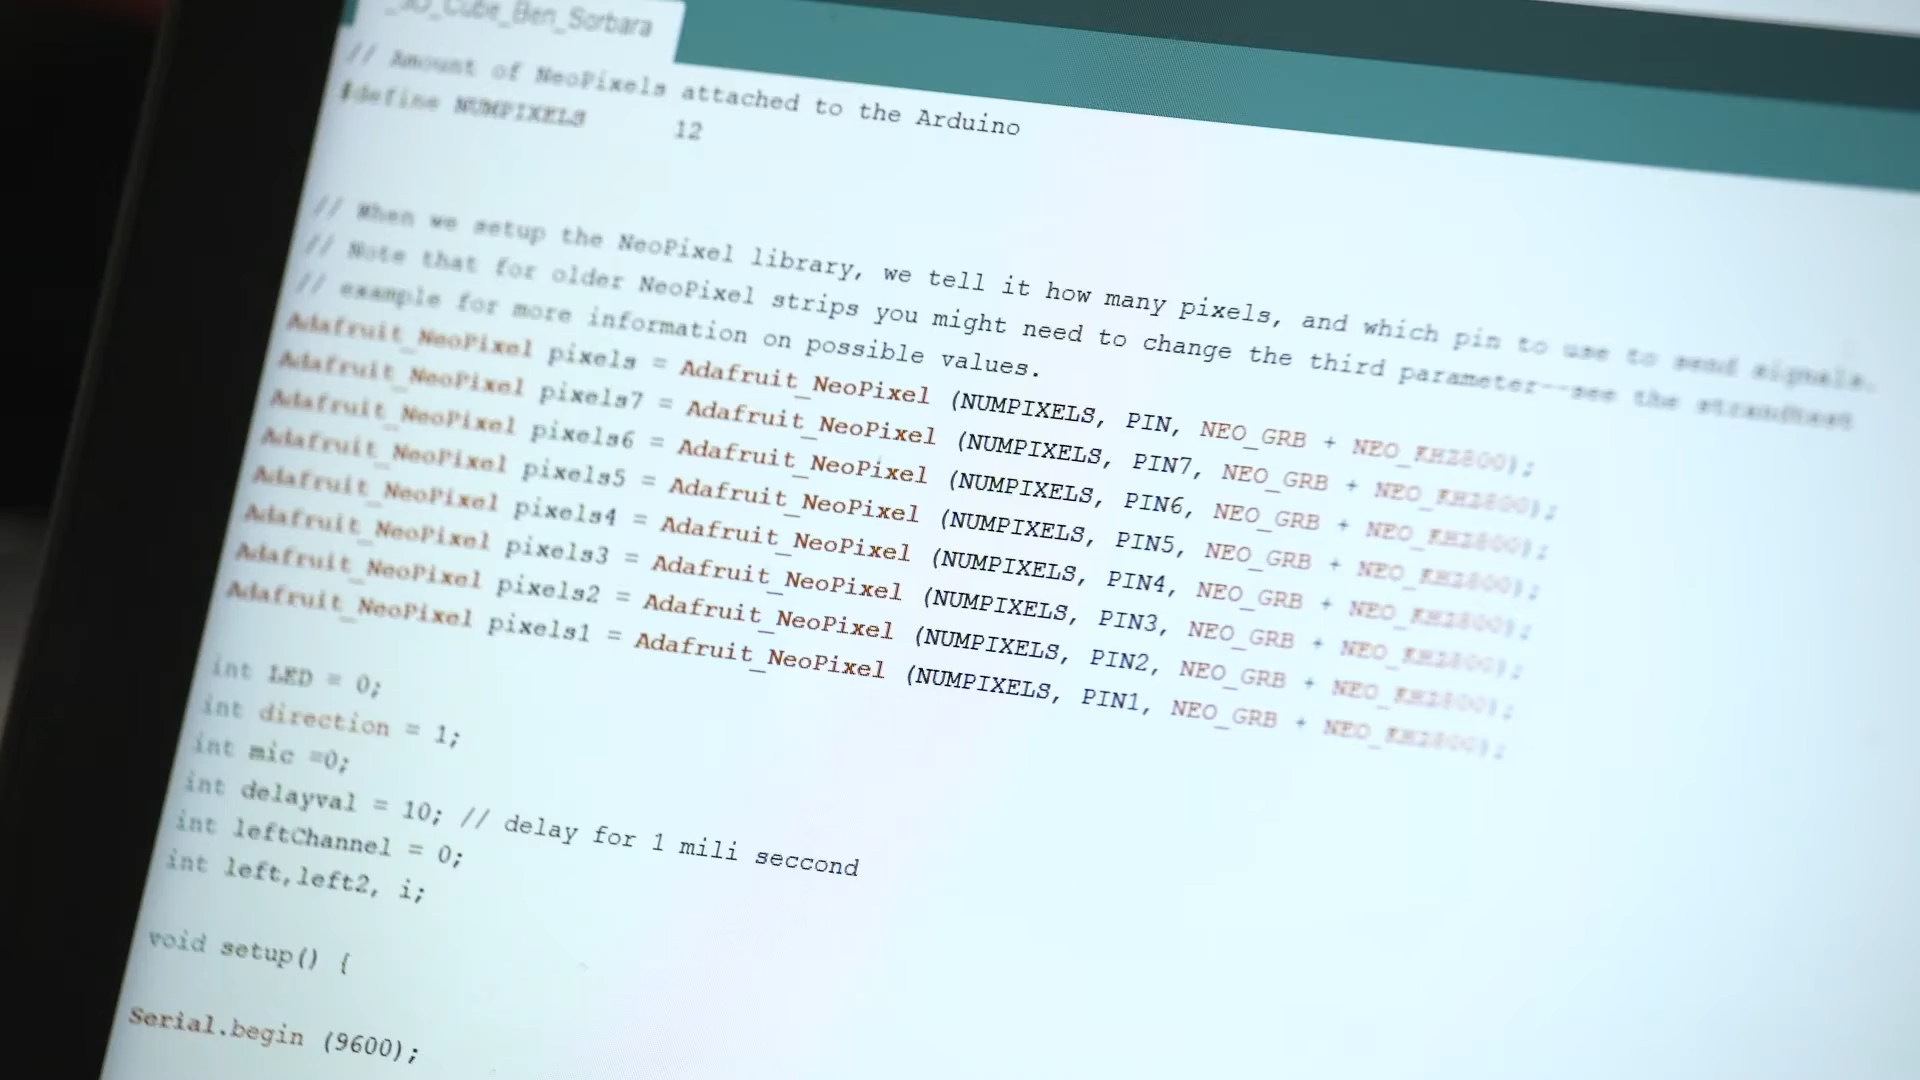 _3D_Cube_Ben_Sorbara
// Amount of NeoPixels attached to the Arduino
#define NUMPIXELS 12
// When we setup the NeoPixel library, we tell it how many pixels, and which pin to use to send signals.
// Note that for older NeoPixel strips you might need to change the third parameter--see the strandtest
// example for more information on possible values.
Adafruit_NeoPixel pixels = Adafruit_NeoPixel (NUMPIXELS, PIN, NEO_GRB + NEO_KHZ800);
Adafruit_NeoPixel pixels7 = Adafruit_NeoPixel (NUMPIXELS, PIN7, NEO_GRB + NEO_KHZ800);
Adafruit_NeoPixel pixels6 = Adafruit_NeoPixel (NUMPIXELS, PIN6, NEO_GRB + NEO_KHZ800);
Adafruit_NeoPixel pixels5 = Adafruit_NeoPixel (NUMPIXELS, PIN5, NEO_GRB + NEO_KHZ800);
Adafruit_NeoPixel pixels4 = Adafruit_NeoPixel (NUMPIXELS, PIN4, NEO_GRB + NEO_KHZ800);
Adafruit_NeoPixel pixels3 = Adafruit_NeoPixel (NUMPIXELS, PIN3, NEO_GRB + NEO_KHZ800);
Adafruit_NeoPixel pixels2 = Adafruit_NeoPixel (NUMPIXELS, PIN2, NEO_GRB + NEO_KHZ800);
Adafruit_NeoPixel pixels1 = Adafruit_NeoPixel (NUMPIXELS, PIN1, NEO_GRB + NEO_KHZ800);
int LED = 0;
int direction = 1;
int mic =0;
int delayval = 10; // delay for 1 mili seccond
int leftChannel = 0;
int left,left2, i;
void setup() {
Serial.begin (9600);